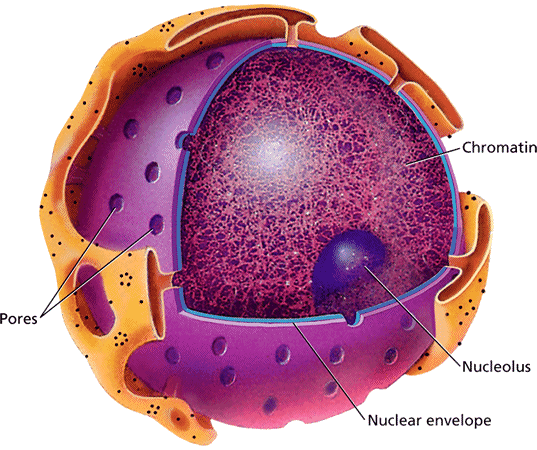 Chromatin
Pores
Nucleolus
Nuclear envelope